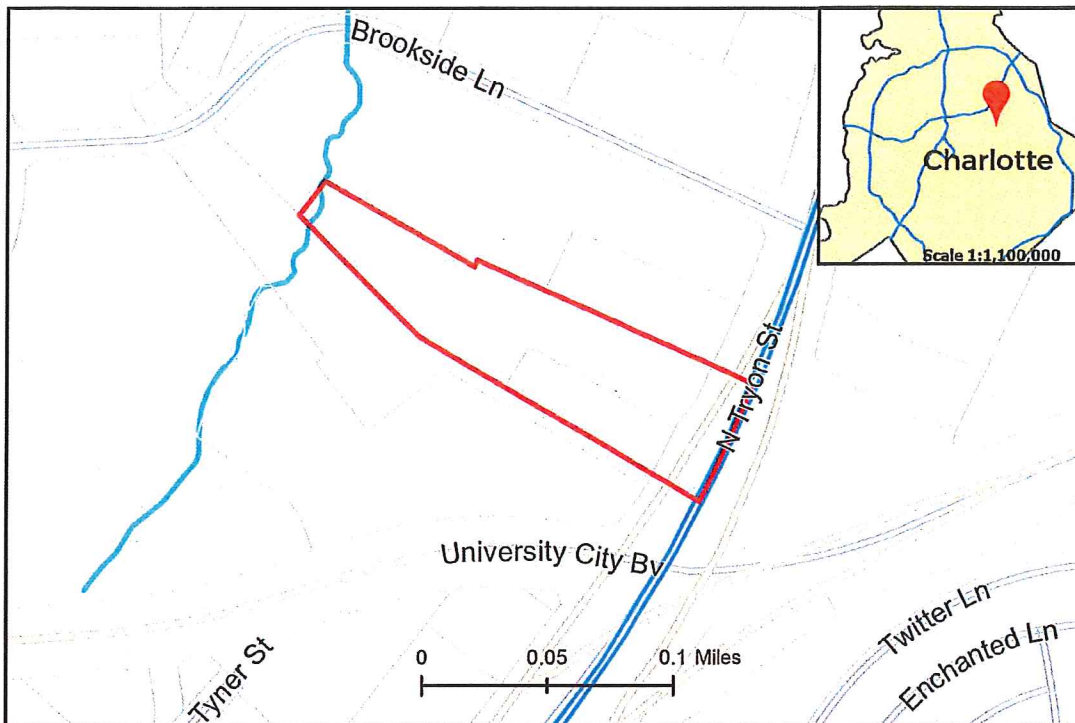 Brookside Ln
Charlotte
Scale 1:1,100,000
N Tryon St
University City Bv
Twitter Ln
Enchanted Ln
Tyner St
0 0.05 0.1 Miles